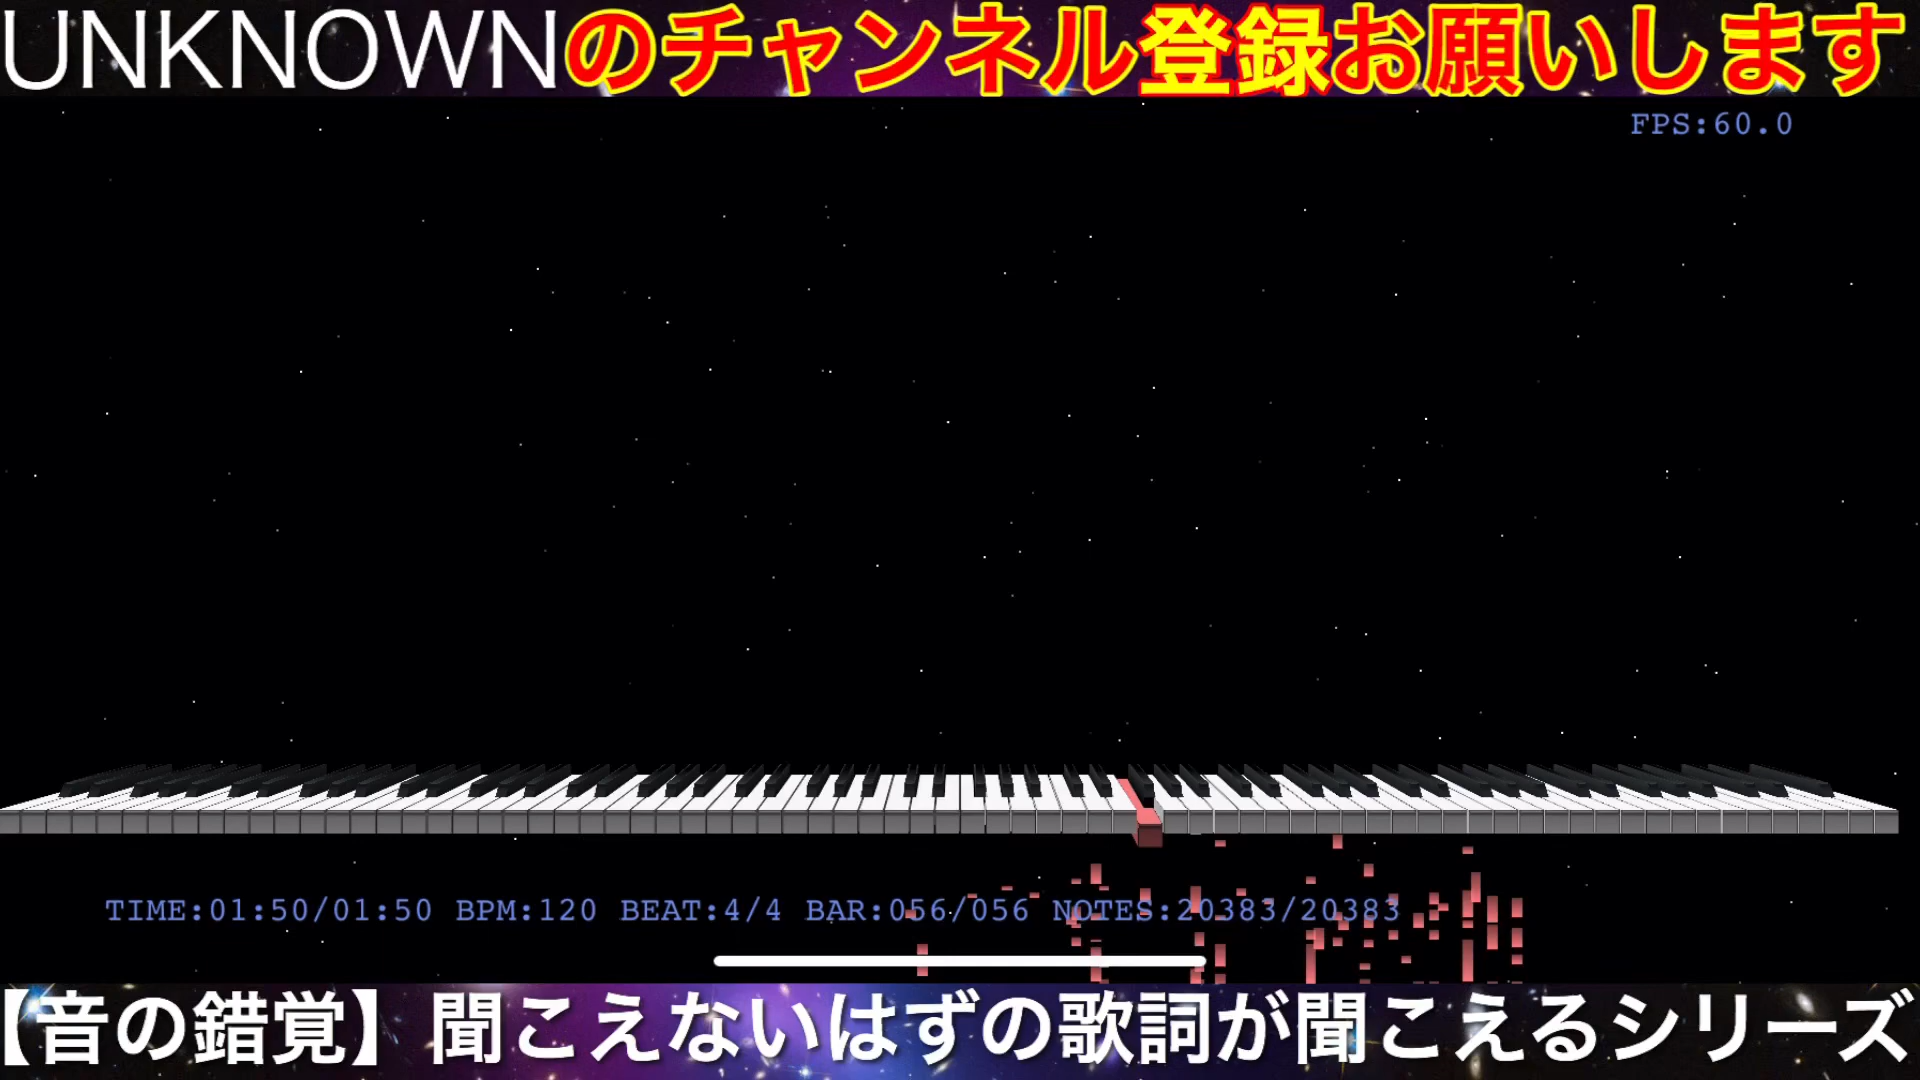 UNKNOWNのチャンネル登録お願いします
FPS:60.0
TIME:01:50/01:50 BPM:120 BEAT:4/4 BAR:056/056 NOTES:20383/20383
【音の錯覚】聞こえないはずの歌詞が聞こえるシリーズ